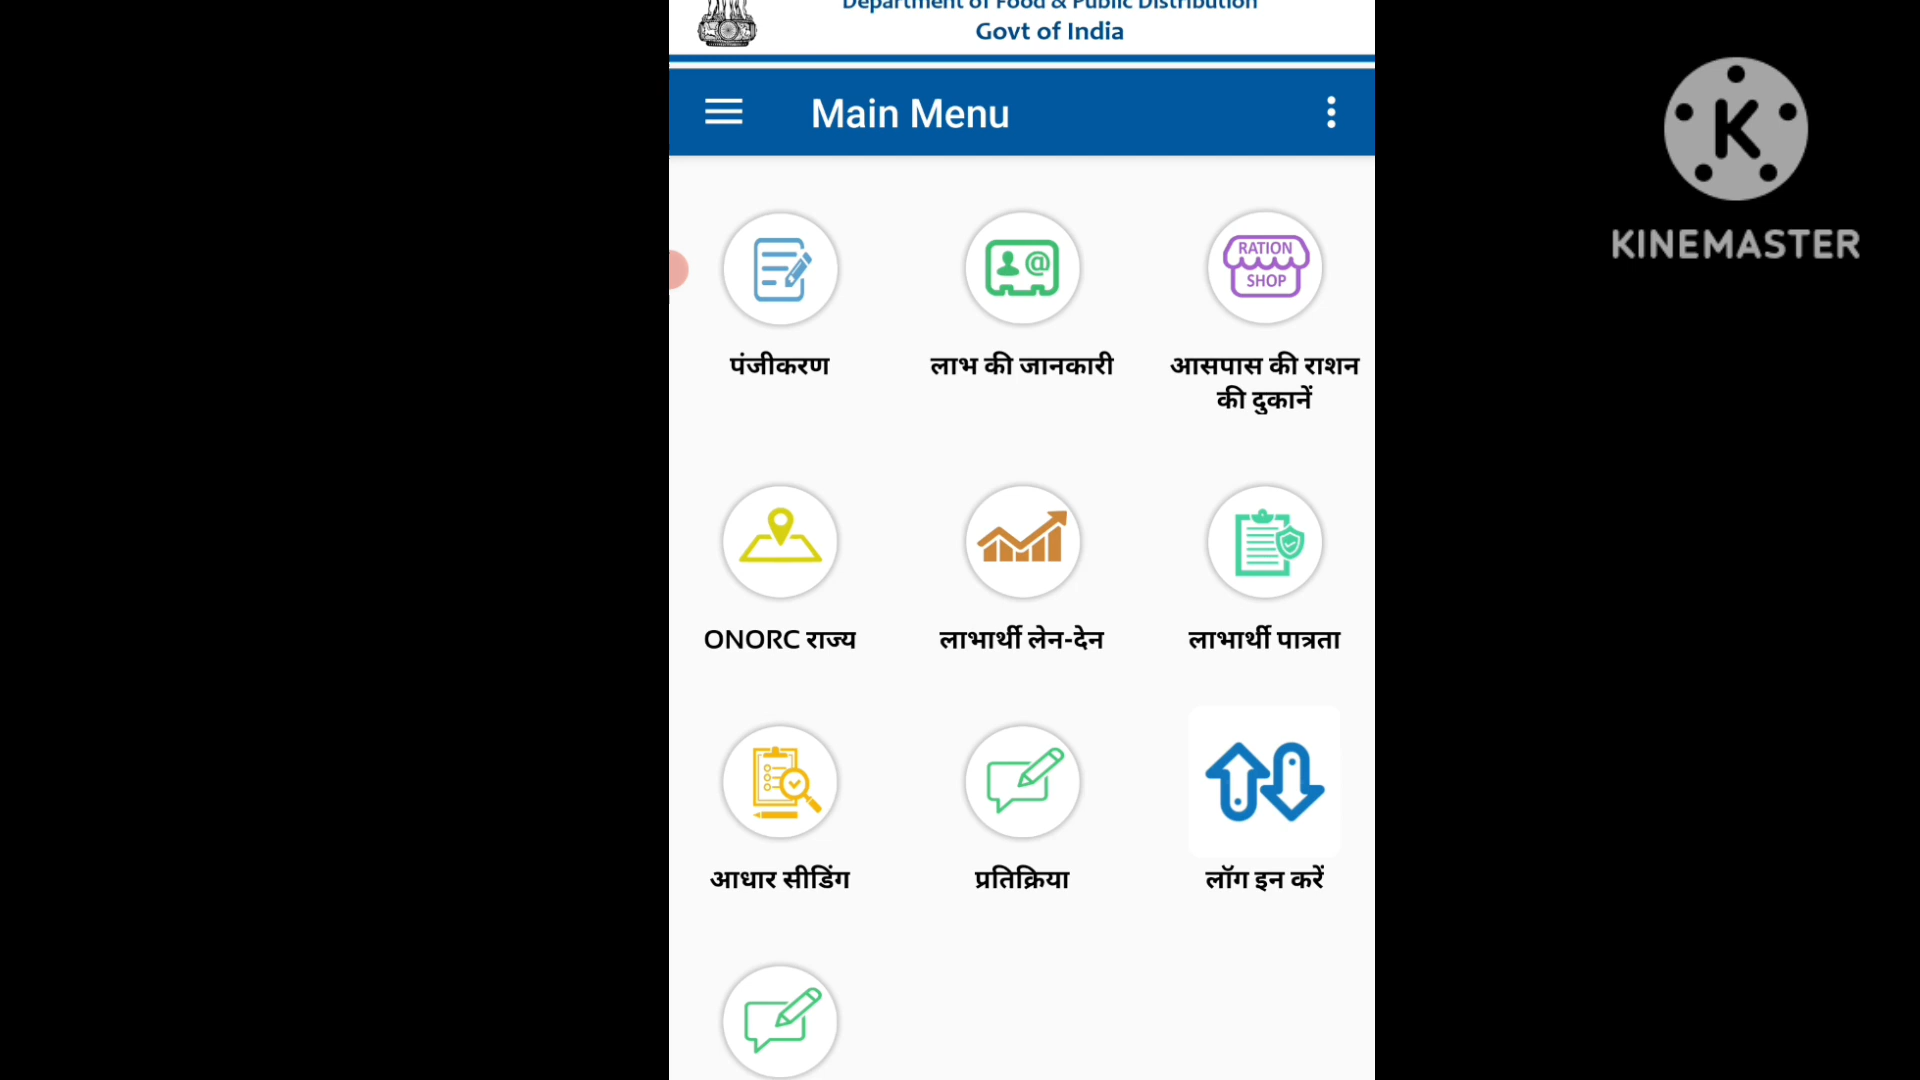 Department of Food & Public Distribution
Govt of India
Main Menu
K
KINEMASTER
RATION
SHOP
पंजीकरण
लाभ की जानकारी
आसपास की राशन
की दुकानें
ONORC राज्य
लाभार्थी लेन-देन
लाभार्थी पात्रता
आधार सीडिंग
प्रतिक्रिया
लॉग इन करें